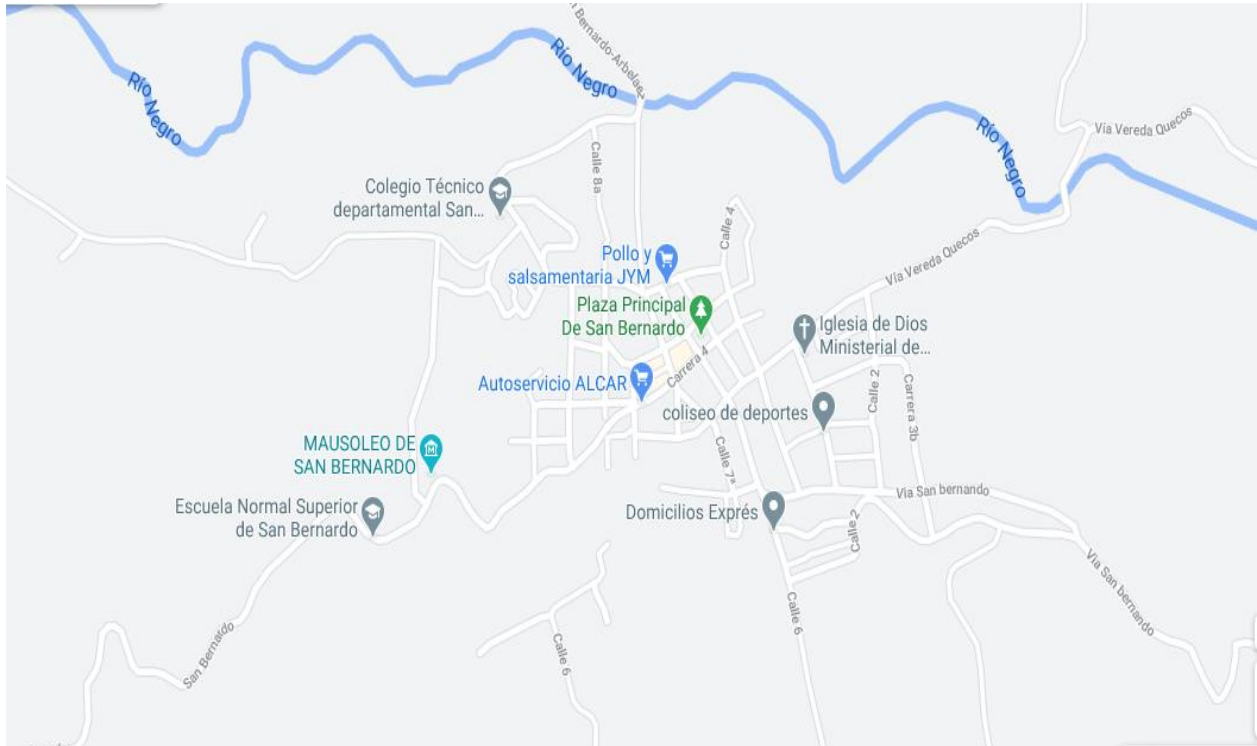 n Bernardo-Arbelaez
Río Negro
Río Negro
Río Negro
Vía Vereda Quecos
Calle 8a
Colegio Técnico
departamental San...
Calle 4
Vía Vereda Quecos
Pollo y
salsamentaria JYM
Plaza Principal
De San Bernardo
Iglesia de Dios
Ministerial de...
Carrera 4
Autoservicio ALCAR
Calle 2
Carrera 3b
coliseo de deportes
MAUSOLEO DE
SAN BERNARDO
Calle 7ª
Vía San bernando
Escuela Normal Superior
de San Bernardo
Domicilios Exprés
Calle 2
Vía San bernando
Calle 6
San Bernardo
Calle 6